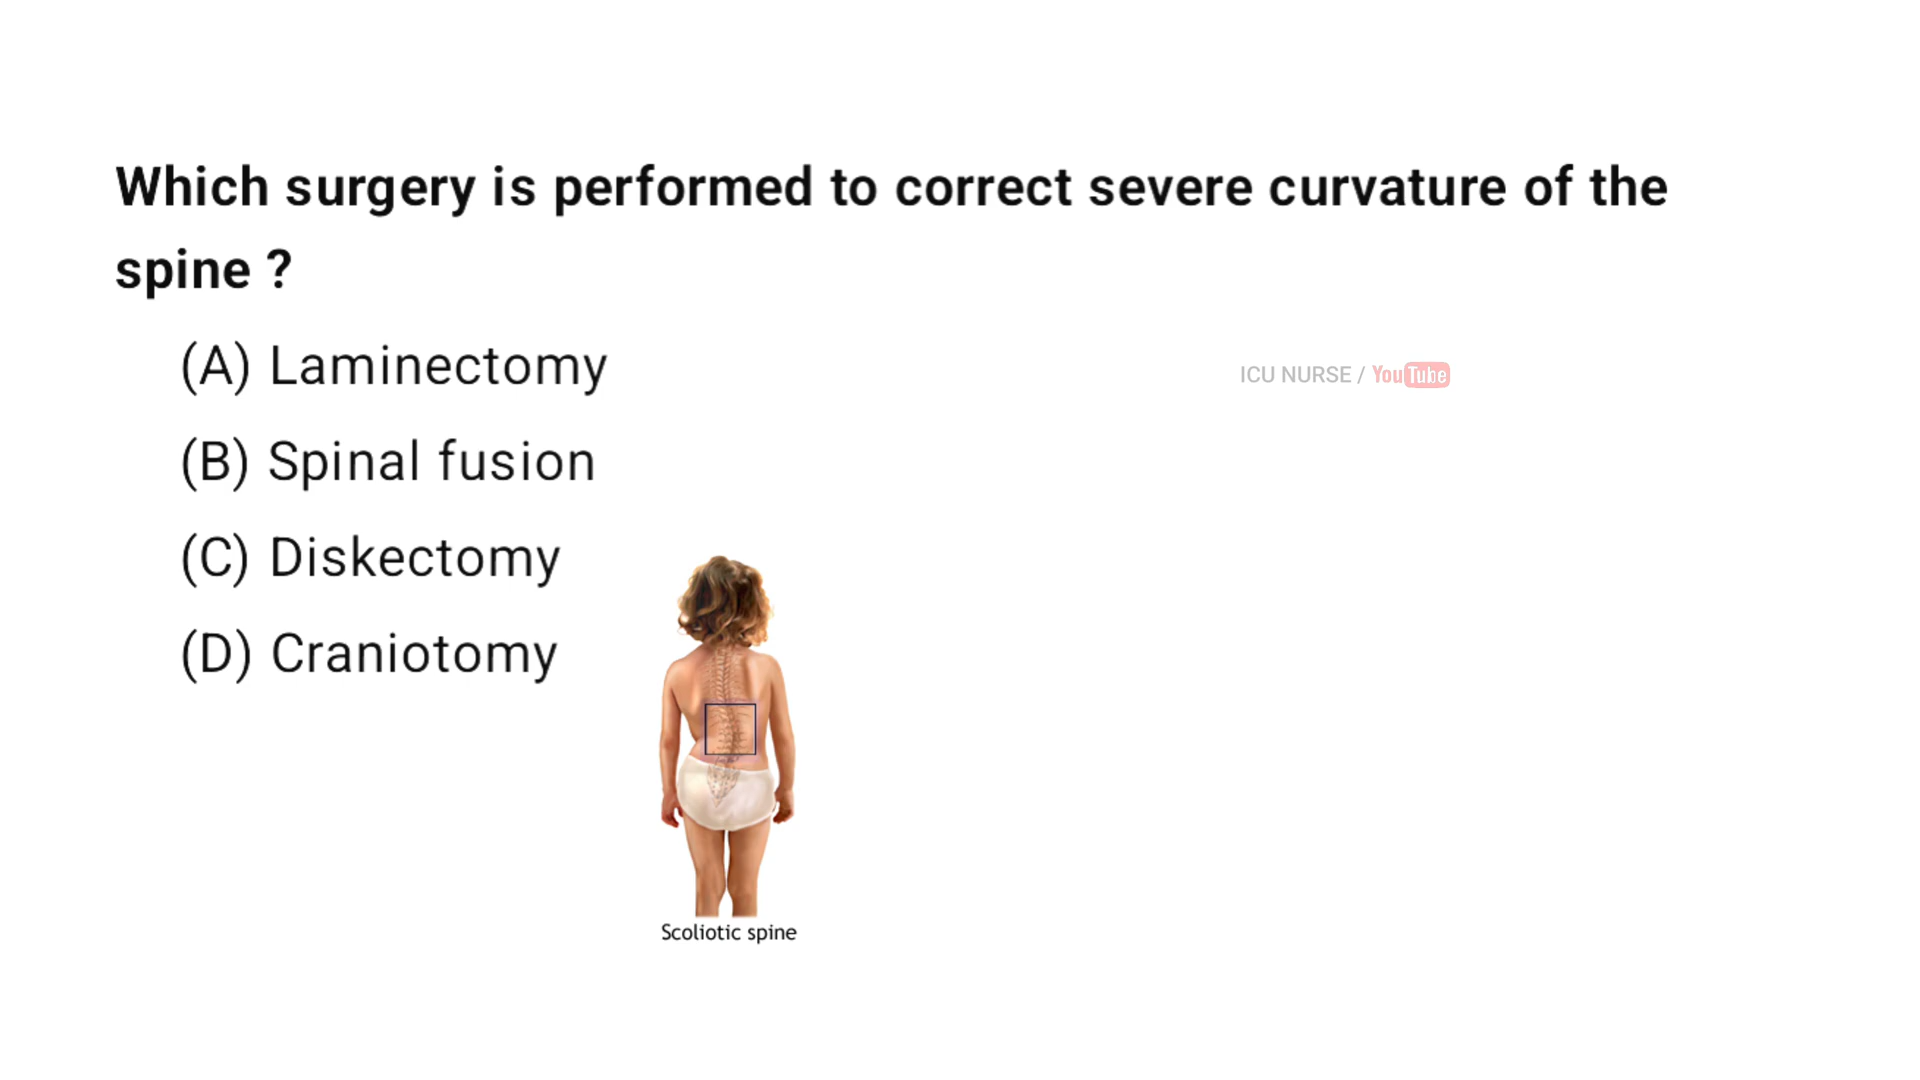 Which surgery is performed to correct severe curvature of the
spine ?
(A) Laminectomy
ICU NURSE / YouTube
(B) Spinal fusion
(C) Diskectomy
(D) Craniotomy
Scoliotic spine